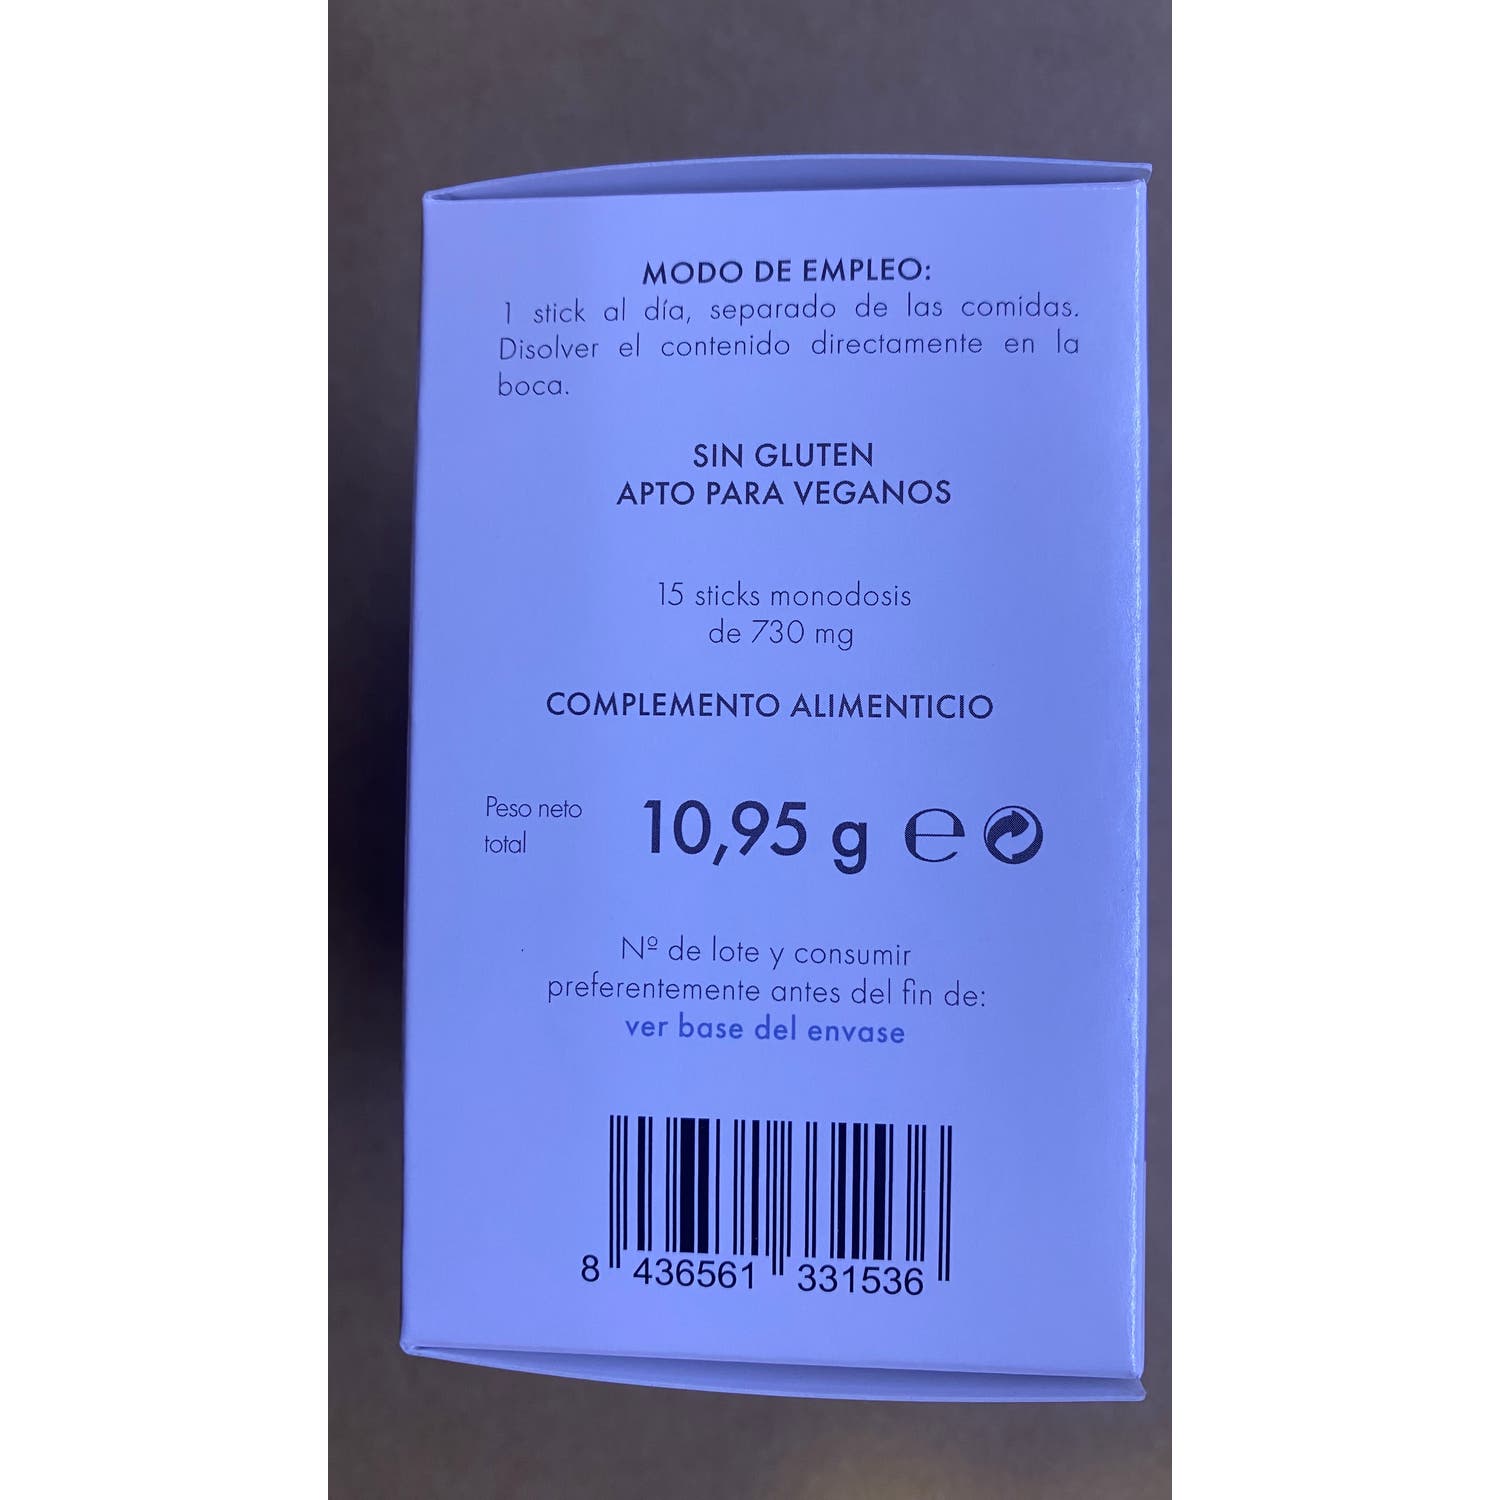 MODO DE EMPLEO:
1 stick al día, separado de las comidas.
Disolver el contenido directamente en la
boca.
SIN GLUTEN
APTO PARA VEGANOS
15 sticks monodosis
de 730 mg
COMPLEMENTO ALIMENTICIO
Peso neto
total
10,95 g ℮
Nº de lote y consumir
preferentemente antes del fin de:
ver base del envase
8 436561 331536